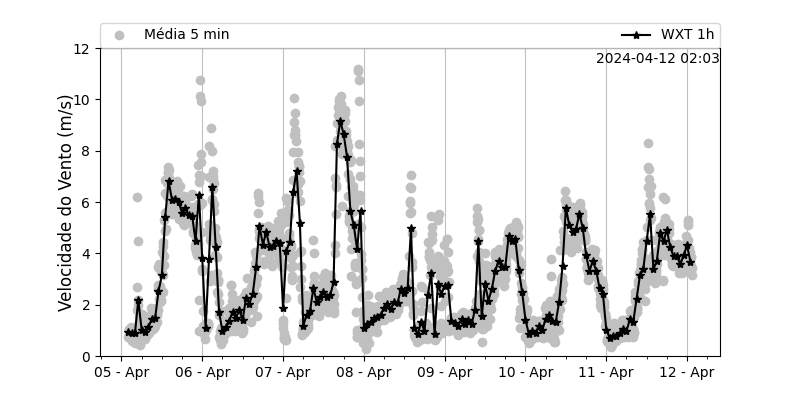 Média 5 min
WXT 1h
2024-04-12 02:03
Velocidade do Vento (m/s)
12
10
8
6
4
2
0
05 - Apr
06 - Apr
07 - Apr
08 - Apr
09 - Apr
10 - Apr
11 - Apr
12 - Apr